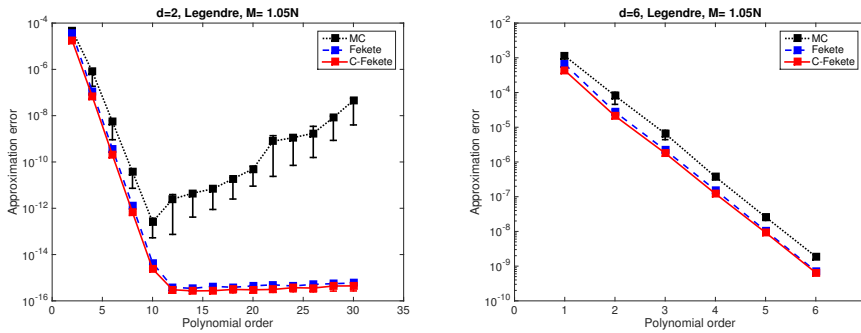 d=2, Legendre, M= 1.05N
MC
Fekete
C-Fekete
Approximation error
10^-4
10^-6
10^-8
10^-10
10^-12
10^-14
10^-16
0 5 10 15 20 25 30 35
Polynomial order
d=6, Legendre, M= 1.05N
MC
Fekete
C-Fekete
Approximation error
10^-2
10^-3
10^-4
10^-5
10^-6
10^-7
10^-8
10^-9
10^-10
0 1 2 3 4 5 6
Polynomial order